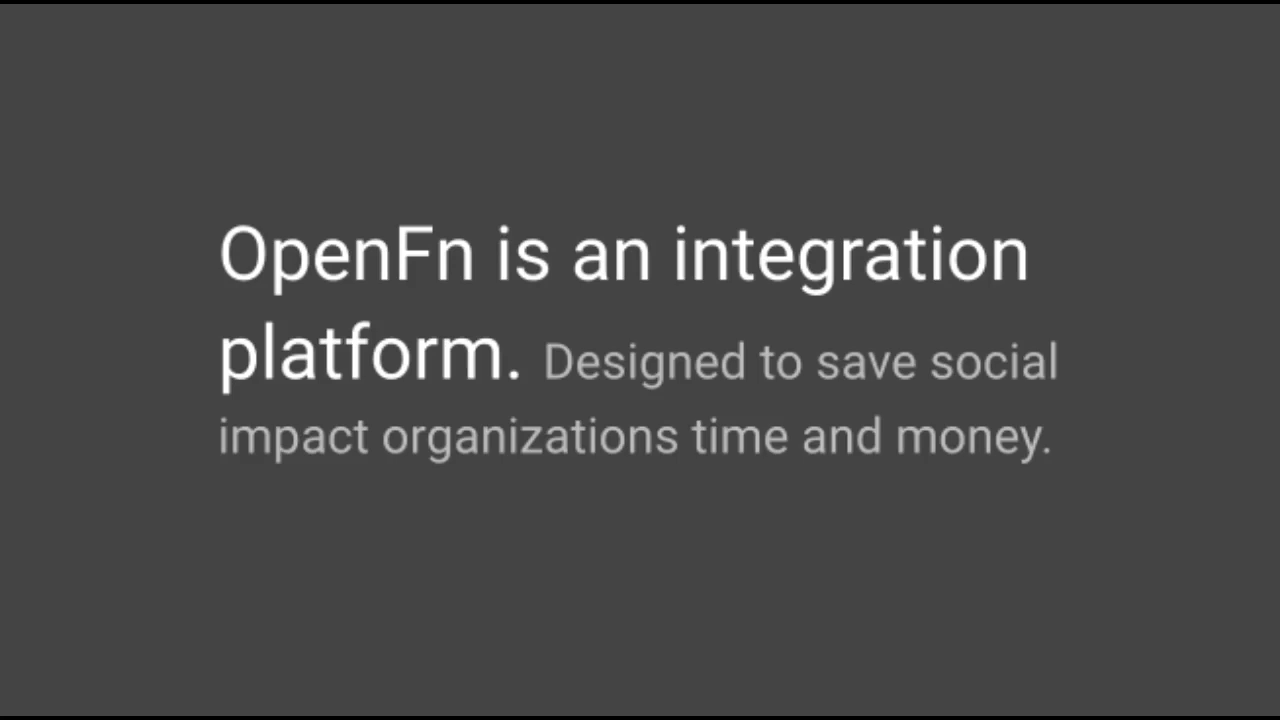 OpenFn is an integration
platform. Designed to save social
impact organizations time and money.